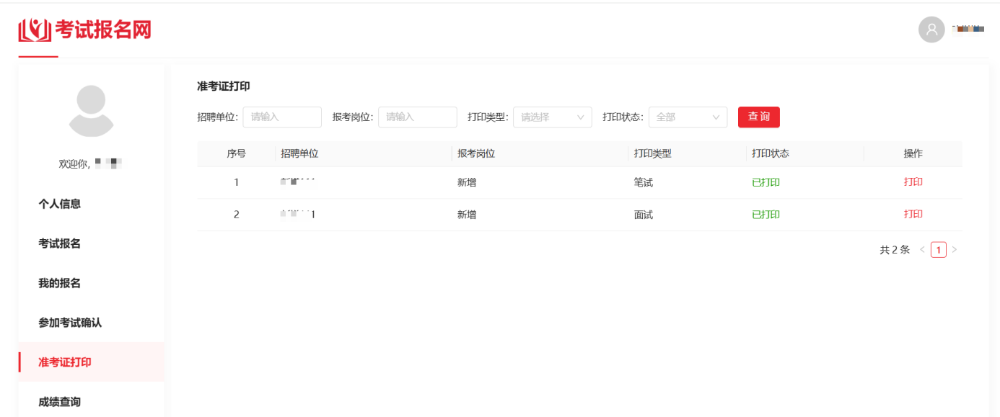 考试报名网
欢迎你,
个人信息
考试报名
我的报名
参加考试确认
准考证打印
成绩查询
准考证打印
招聘单位： 请输入 报考岗位： 请输入 打印类型： 请选择 打印状态： 全部 查 询
序号 招聘单位 报考岗位 打印类型 打印状态 操作
1 新增 笔试 已打印 打印
2 1 新增 面试 已打印 打印
共 2 条 < 1 >